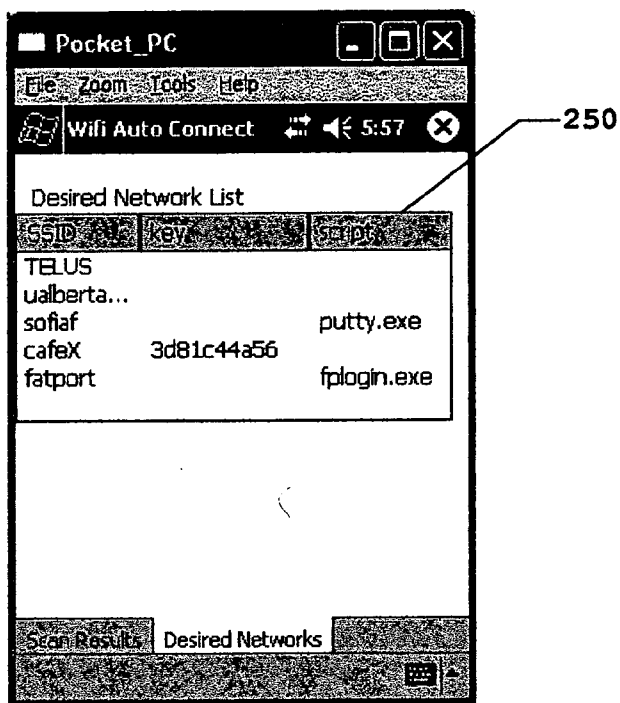 Pocket_PC
File Zoom Tools Help
Wifi Auto Connect 5:57
250
Desired Network List
SSID key script
TELUS
ualberta...
sofiaf putty.exe
cafeX 3d81c44a56
fatport fplogin.exe
Scan Results Desired Networks